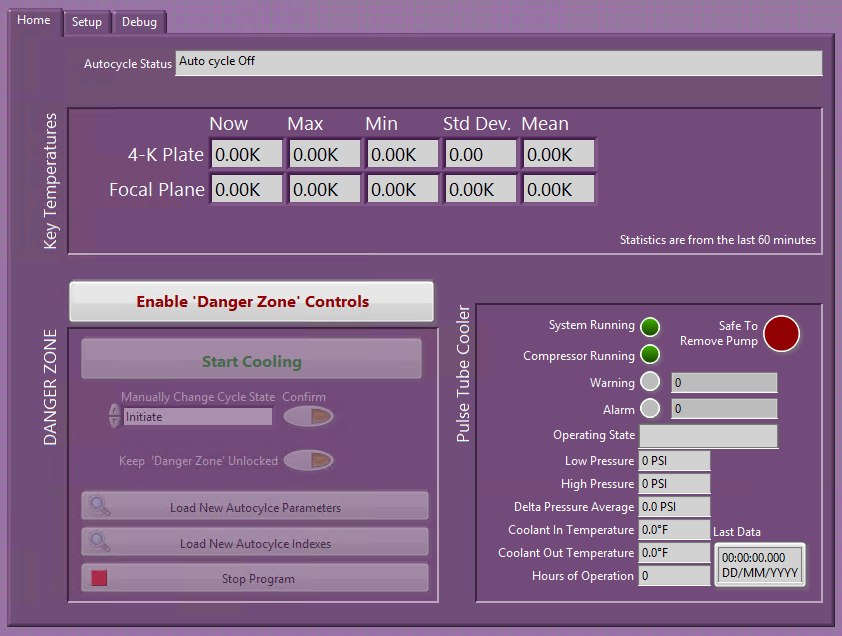 Home Setup Debug
Autocycle Status Auto cycle Off
Key Temperatures
Now Max Min Std Dev. Mean
4-K Plate 0.00K 0.00K 0.00K 0.00 0.00K
Focal Plane 0.00K 0.00K 0.00K 0.00K 0.00K
Statistics are from the last 60 minutes
Enable 'Danger Zone' Controls
DANGER ZONE
Start Cooling
Manually Change Cycle State Confirm
Initiate
Keep 'Danger Zone' Unlocked
Load New Autocylce Parameters
Load New Autocylce Indexes
Stop Program
Pulse Tube Cooler
System Running
Safe To
Remove Pump
Compressor Running
Warning 0
Alarm 0
Operating State
Low Pressure 0 PSI
High Pressure 0 PSI
Delta Pressure Average 0.0 PSI
Coolant In Temperature 0.0°F
Coolant Out Temperature 0.0°F
Hours of Operation 0
Last Data
00:00:00.000
DD/MM/YYYY